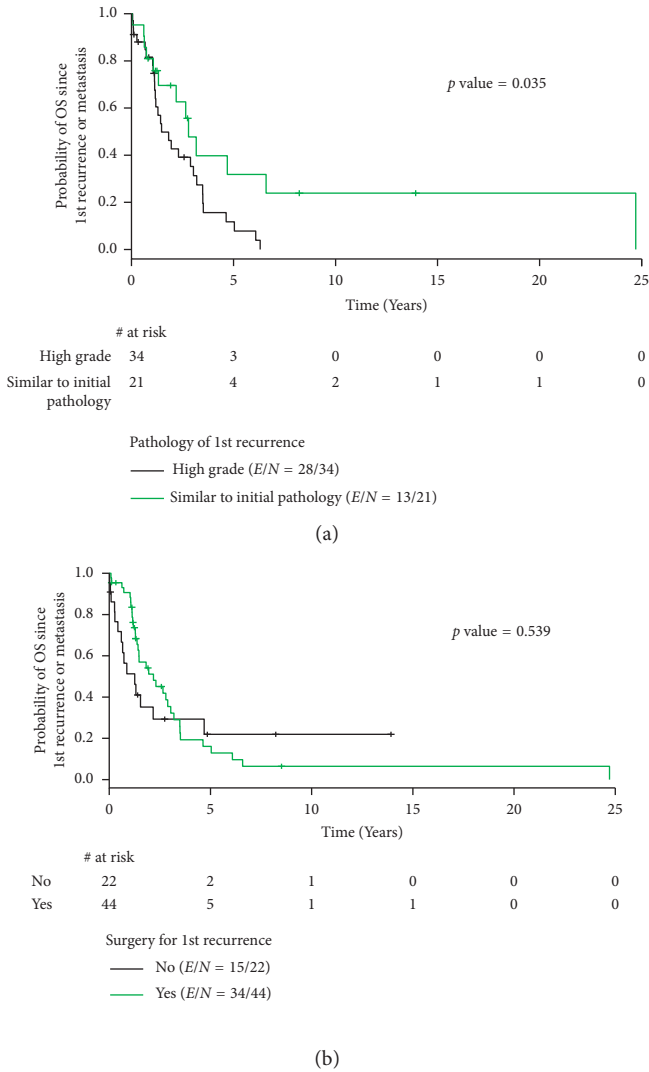 1.0
0.8
0.6
0.4
0.2
0.0
Probability of OS since
1st recurrence or metastasis
p value = 0.035
0 5 10 15 20 25
Time (Years)
# at risk
High grade 34 3 0 0 0 0
Similar to initial 21 4 2 1 1 0
pathology
Pathology of 1st recurrence
High grade (E/N = 28/34)
Similar to initial pathology (E/N = 13/21)
(a)
1.0
0.8
0.6
0.4
0.2
0.0
Probability of OS since
1st recurrence or metastasis
p value = 0.539
0 5 10 15 20 25
Time (Years)
# at risk
No 22 2 1 0 0 0
Yes 44 5 1 1 0 0
Surgery for 1st recurrence
No (E/N = 15/22)
Yes (E/N = 34/44)
(b)